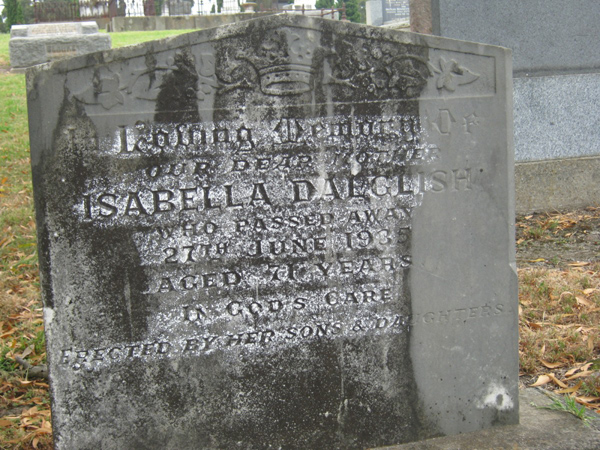 In Loving Memory Of
OUR DEAR MOTHER
ISABELLA DALGLISH
WHO PASSED AWAY
27TH JUNE 1935
AGED 71 YEARS
IN GOD'S CARE
ERECTED BY HER SONS & DAUGHTERS.